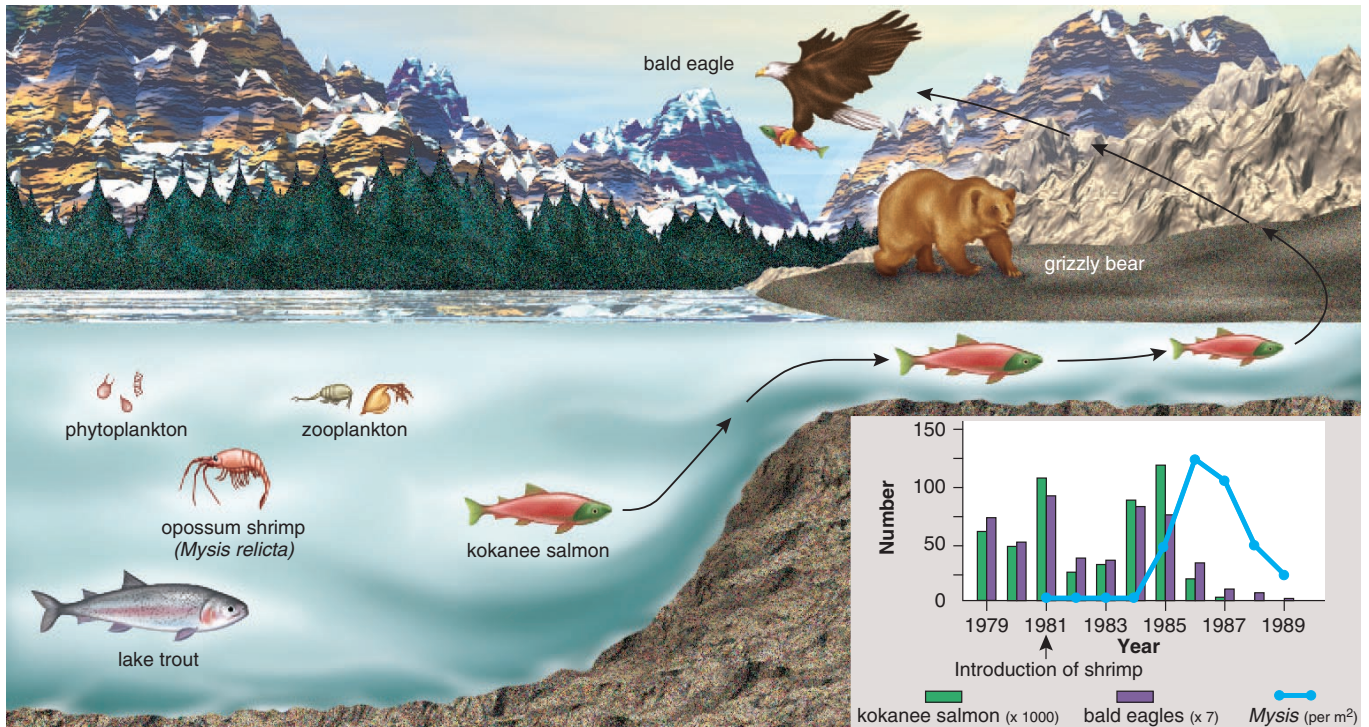 bald eagle
grizzly bear
phytoplankton
zooplankton
opossum shrimp
(Mysis relicta)
kokanee salmon
lake trout
150
100
50
0
Number
1979 1981 1983 1985 1987 1989
Year
Introduction of shrimp
kokanee salmon (x 1000) bald eagles (x 7) Mysis (per m²)